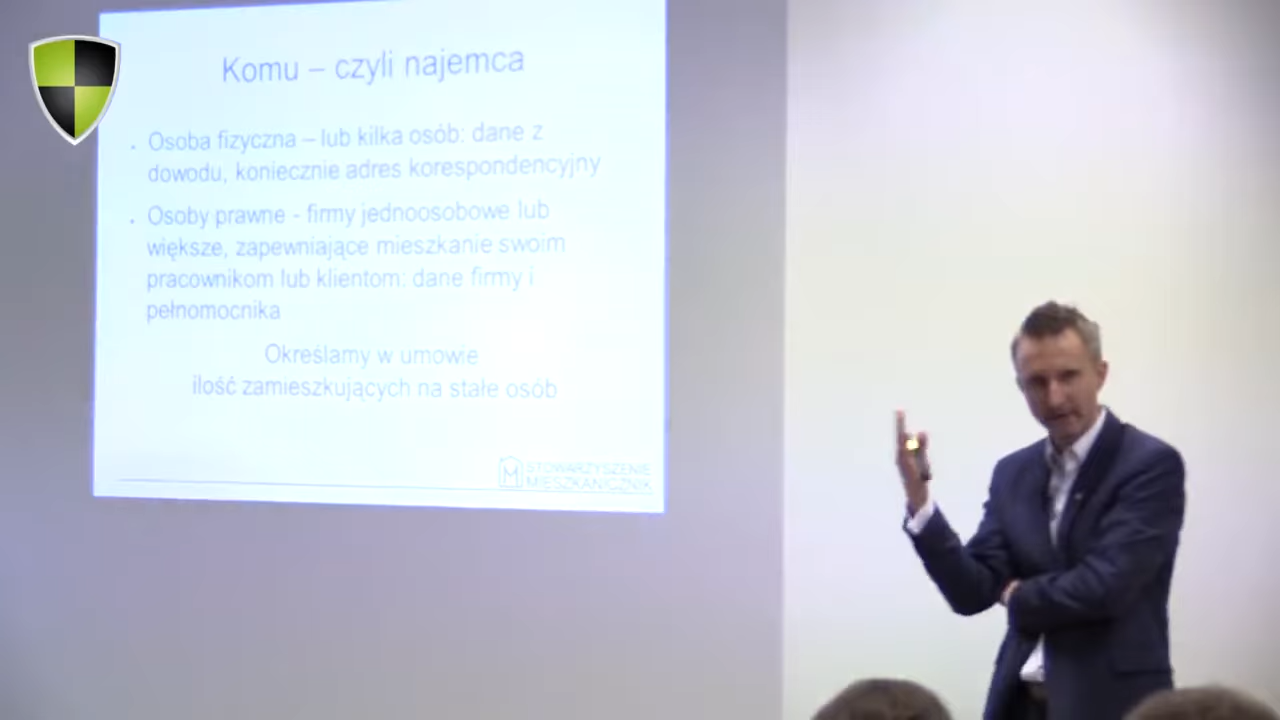 Komu – czyli najemca
Osoba fizyczna – lub kilka osób: dane z
dowodu, koniecznie adres korespondencyjny
Osoby prawne - firmy jednoosobowe lub
większe, zapewniające mieszkanie swoim
pracownikom lub klientom: dane firmy i
pełnomocnika
Określamy w umowie
ilość zamieszkujących na stałe osób
STOWARZYSZENIE
MIESZKANICZNIK